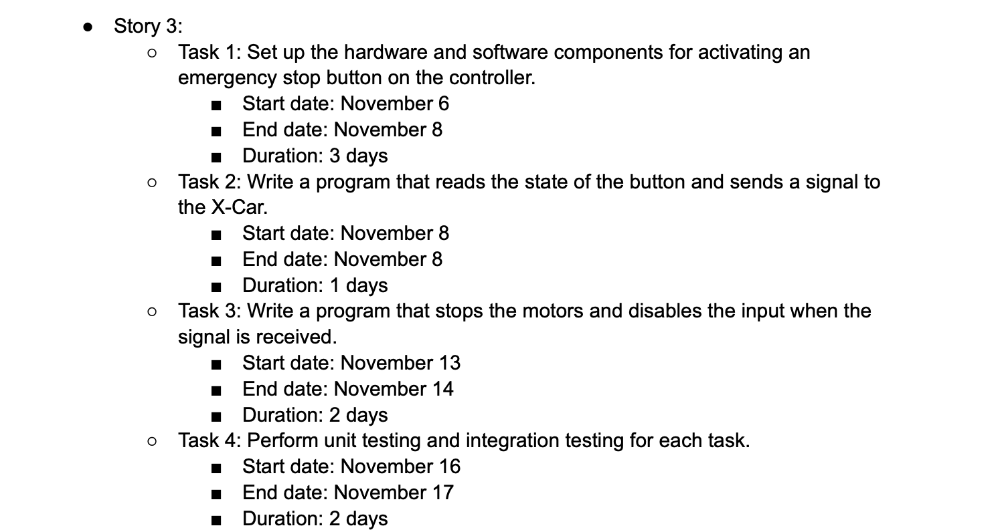 ● Story 3:
○ Task 1: Set up the hardware and software components for activating an
emergency stop button on the controller.
■ Start date: November 6
■ End date: November 8
■ Duration: 3 days
○ Task 2: Write a program that reads the state of the button and sends a signal to
the X-Car.
■ Start date: November 8
■ End date: November 8
■ Duration: 1 days
○ Task 3: Write a program that stops the motors and disables the input when the
signal is received.
■ Start date: November 13
■ End date: November 14
■ Duration: 2 days
○ Task 4: Perform unit testing and integration testing for each task.
■ Start date: November 16
■ End date: November 17
■ Duration: 2 days